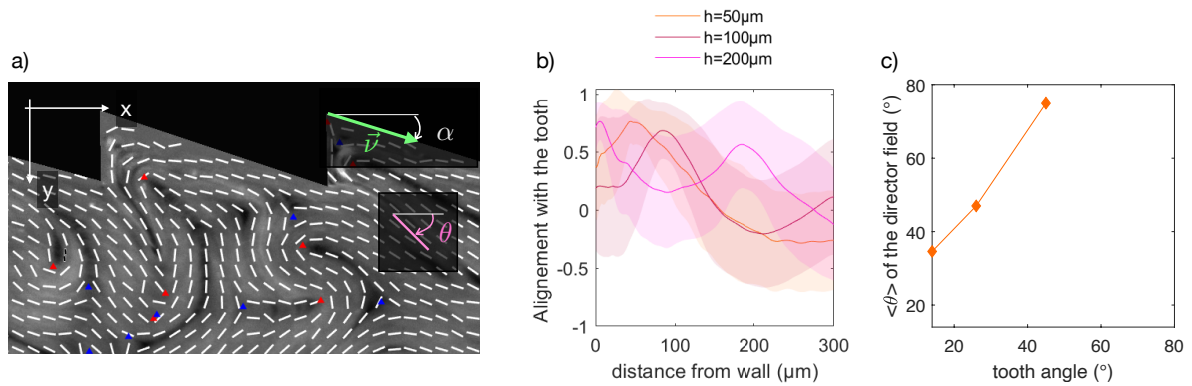 h=50μm
h=100μm
h=200μm
a)
b)
c)
x
y
α
ν
θ
Alignement with the tooth
1
0.5
0
-0.5
-1
0
100
200
300
distance from wall (μm)
<θ> of the director field (°)
80
60
40
20
20
40
60
80
tooth angle (°)